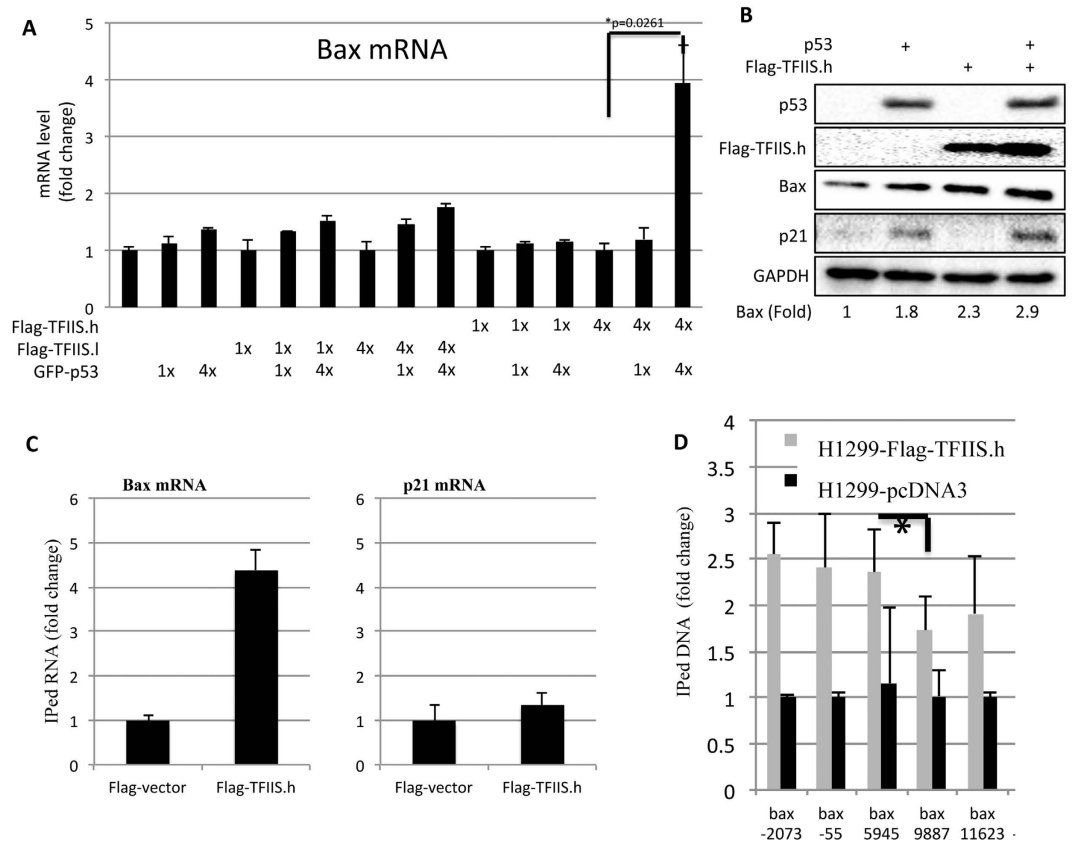 A
Bax mRNA
*p=0.0261
mRNA level
(fold change)
5
4
3
2
1
0
Flag-TFIIS.h 1x 1x 1x 4x 4x 4x
Flag-TFIIS.l 1x 1x 1x 4x 4x 4x
GFP-p53 1x 4x 1x 4x 1x 4x 1x 4x 1x 4x
B
p53 + +
Flag-TFIIS.h + +
p53
Flag-TFIIS.h
Bax
p21
GAPDH
Bax (Fold) 1 1.8 2.3 2.9
C
Bax mRNA
IPed RNA (fold change)
6
5
4
3
2
1
0
Flag-vector Flag-TFIIS.h
p21 mRNA
6
5
4
3
2
1
0
Flag-vector Flag-TFIIS.h
D
H1299-Flag-TFIIS.h
H1299-pcDNA3
*
IPed DNA (fold change)
4
3.5
3
2.5
2
1.5
1
0.5
0
bax bax bax bax bax
-2073 -55 5945 9887 11623 -